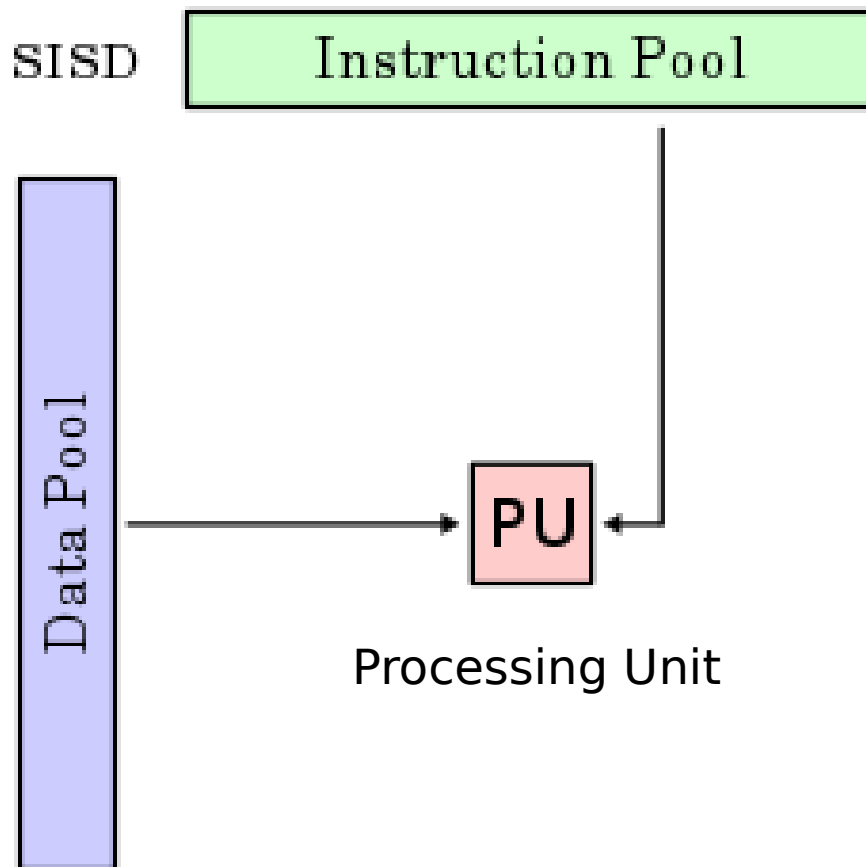 SISD
Instruction Pool
Data Pool
PU
Processing Unit